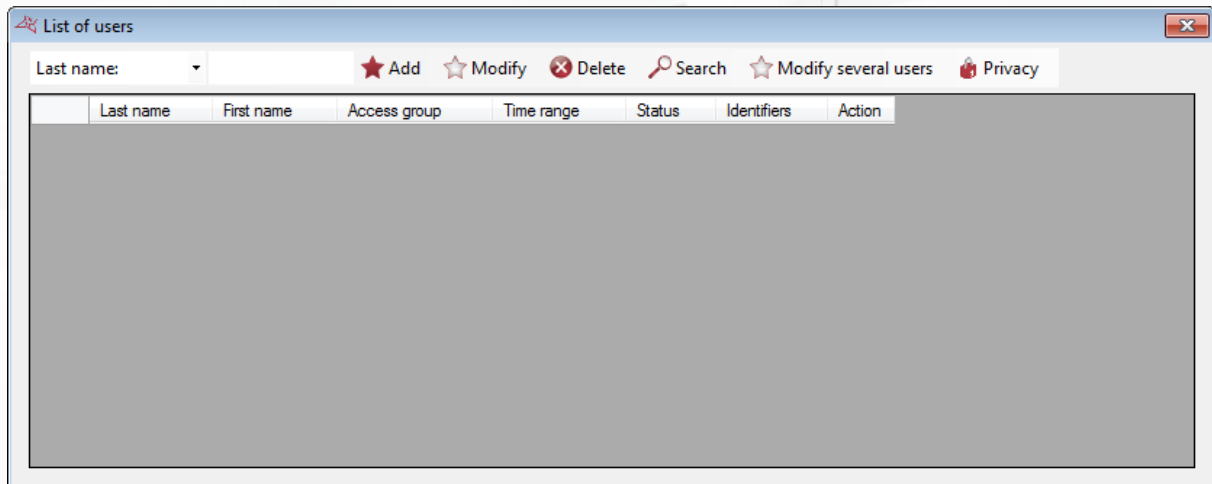 List of users
Last name: Add Modify Delete Search Modify several users Privacy
Last name First name Access group Time range Status Identifiers Action